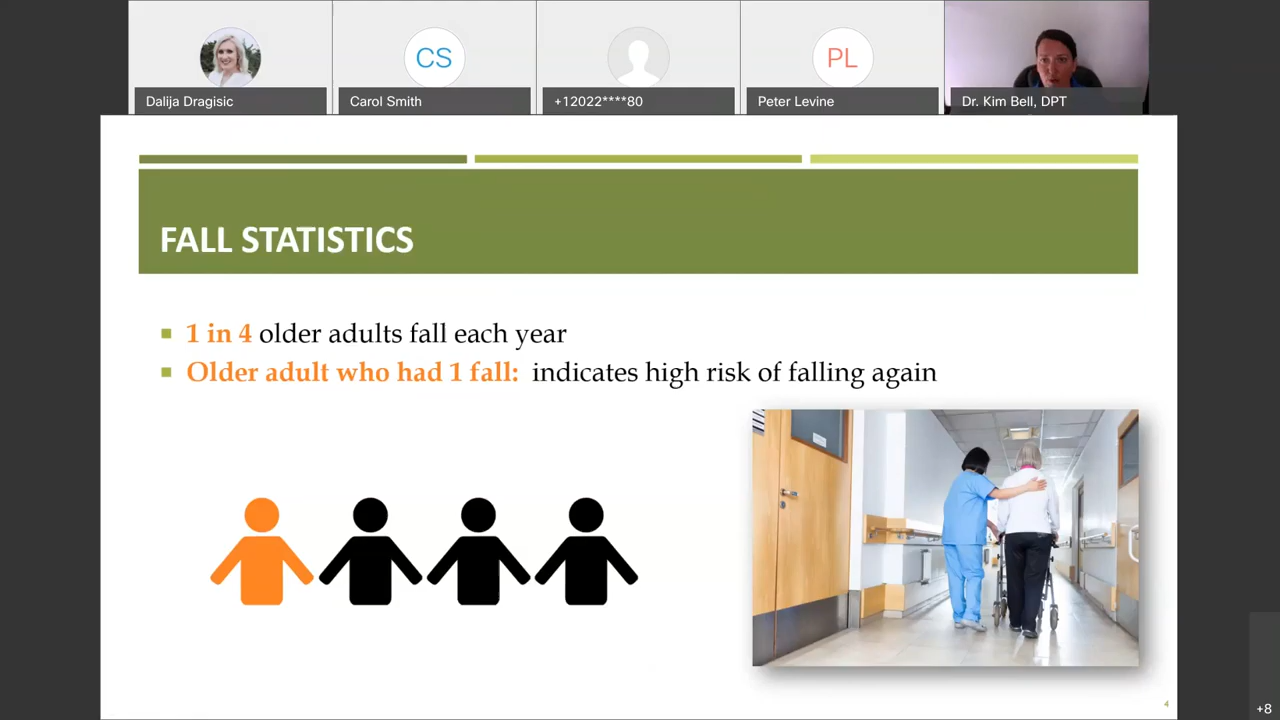 CS
PL
Dalija Dragisic
Carol Smith
+12022****80
Peter Levine
Dr. Kim Bell, DPT
FALL STATISTICS
1 in 4 older adults fall each year
Older adult who had 1 fall: indicates high risk of falling again
4
+8